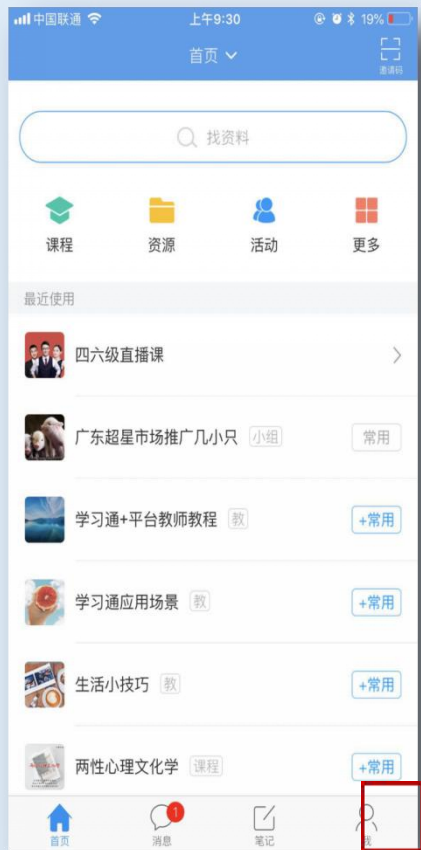 中国联通 上午9:30 19%
首页
邀请码
找资料
课程 资源 活动 更多
最近使用
四六级直播课
广东超星市场推广几小只 小组 常用
学习通+平台教师教程 教 +常用
学习通应用场景 教 +常用
生活小技巧 教 +常用
两性心理文化学 课程 +常用
1
首页 消息 笔记 我